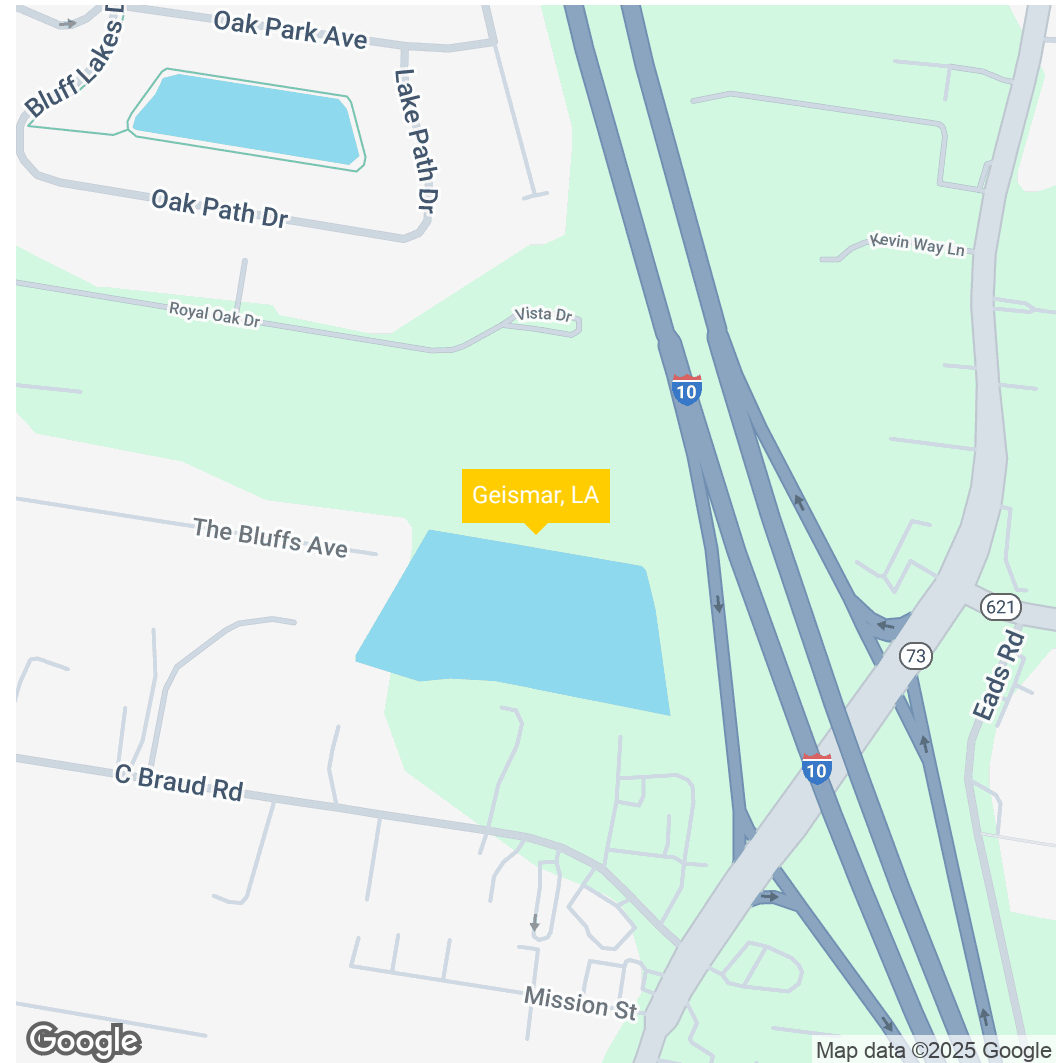 Oak Park Ave
Bluff Lakes D
Lake Path Dr
Oak Path Dr
Kevin Way Ln
Royal Oak Dr
Vista Dr
10
Geismar, LA
The Bluffs Ave
621
73
Eads Rd
10
C Braud Rd
Mission St
Google
Map data ©2025 Google